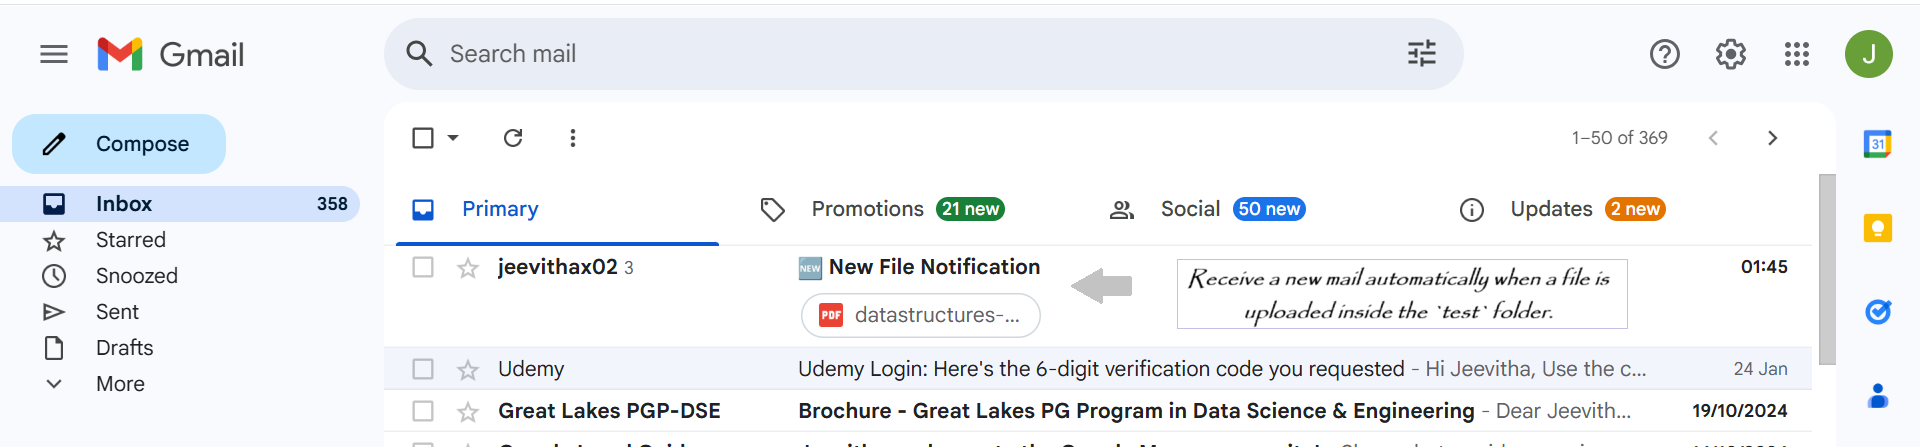 Gmail
Search mail
J
Compose
1–50 of 369
31
Inbox 358
Primary
Promotions 21 new
Social 50 new
Updates 2 new
Starred
Snoozed
Sent
Drafts
More
jeevithax02 3
NEW New File Notification
01:45
PDF datastructures-...
Receive a new mail automatically when a file is
uploaded inside the `test` folder.
Udemy Udemy Login: Here's the 6-digit verification code you requested - Hi Jeevitha, Use the c... 24 Jan
Great Lakes PGP-DSE Brochure - Great Lakes PG Program in Data Science & Engineering - Dear Jeevith... 19/10/2024